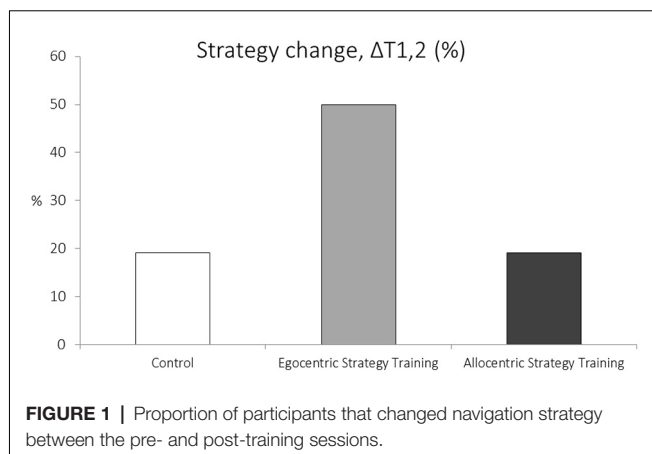 Strategy change, ΔT1,2 (%)
60
50
40
%
30
20
10
0
Control
Egocentric Strategy Training
Allocentric Strategy Training
FIGURE 1 | Proportion of participants that changed navigation strategy
between the pre- and post-training sessions.